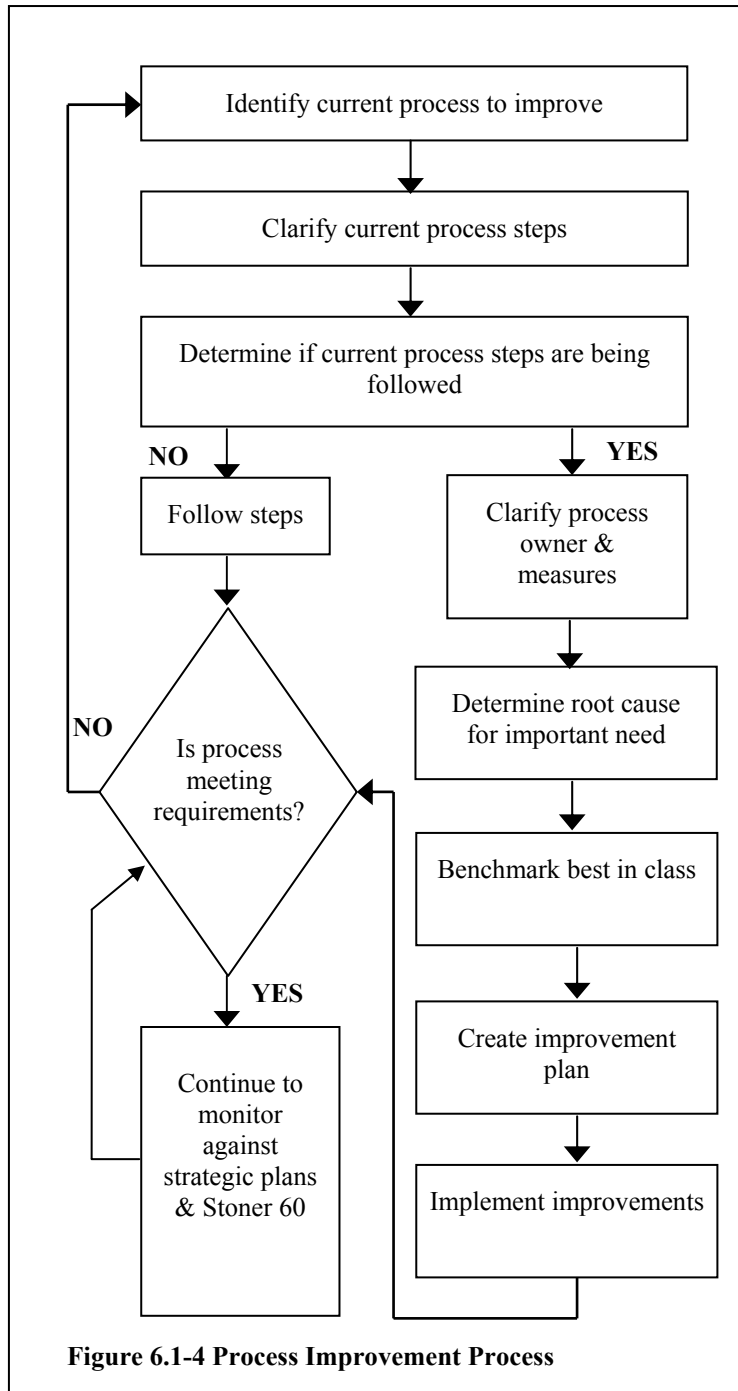 Identify current process to improve
Clarify current process steps
Determine if current process steps are being
followed
NO
YES
Follow steps
Clarify process
owner &
measures
Determine root cause
for important need
NO
Is process
meeting
requirements?
Benchmark best in class
YES
Continue to
monitor
against
strategic plans
& Stoner 60
Create improvement
plan
Implement improvements
Figure 6.1-4 Process Improvement Process